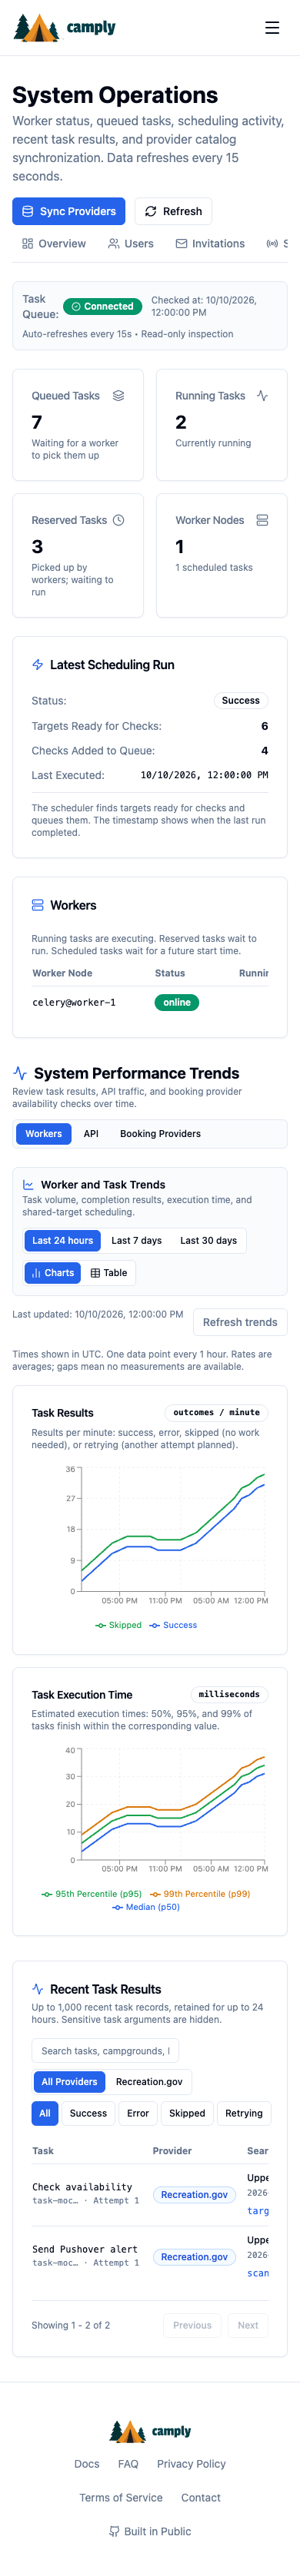 camply
System Operations
Worker status, queued tasks, scheduling activity,
recent task results, and provider catalog
synchronization. Data refreshes every 15
seconds.
Sync Providers
Refresh
Overview
Users
Invitations
S
Task
Queue:
Connected
Checked at: 10/10/2026,
12:00:00 PM
Auto-refreshes every 15s • Read-only inspection
Queued Tasks
7
Waiting for a worker
to pick them up
Running Tasks
2
Currently running
Reserved Tasks
3
Picked up by
workers; waiting to
run
Worker Nodes
1
1 scheduled tasks
Latest Scheduling Run
Status:
Success
Targets Ready for Checks:
6
Checks Added to Queue:
4
Last Executed:
10/10/2026, 12:00:00 PM
The scheduler finds targets ready for checks and
queues them. The timestamp shows when the last run
completed.
Workers
Running tasks are executing. Reserved tasks wait to
run. Scheduled tasks wait for a future start time.
Worker Node
Status
Runnin
celery@worker-1
online
System Performance Trends
Review task results, API traffic, and booking provider
availability checks over time.
Workers
API
Booking Providers
Worker and Task Trends
Task volume, completion results, execution time, and
shared-target scheduling.
Last 24 hours
Last 7 days
Last 30 days
Charts
Table
Last updated: 10/10/2026, 12:00:00 PM
Refresh trends
Times shown in UTC. One data point every 1 hour. Rates are
averages; gaps mean no measurements are available.
Task Results
outcomes / minute
Results per minute: success, error, skipped (no work
needed), or retrying (another attempt planned).
36
27
18
9
0
05:00 PM
11:00 PM
05:00 AM
12:00 PM
Skipped
Success
Task Execution Time
milliseconds
Estimated execution times: 50%, 95%, and 99% of
tasks finish within the corresponding value.
40
30
20
10
0
05:00 PM
11:00 PM
05:00 AM
12:00 PM
95th Percentile (p95)
99th Percentile (p99)
Median (p50)
Recent Task Results
Up to 1,000 recent task records, retained for up to 24
hours. Sensitive task arguments are hidden.
Search tasks, campgrounds, I
All Providers
Recreation.gov
All
Success
Error
Skipped
Retrying
Task
Provider
Sear
Check availability
task-moc… · Attempt 1
Recreation.gov
Uppe
2026-
targ
Send Pushover alert
task-moc… · Attempt 1
Recreation.gov
Uppe
2026-
scan
Showing 1 - 2 of 2
Previous
Next
camply
Docs
FAQ
Privacy Policy
Terms of Service
Contact
Built in Public